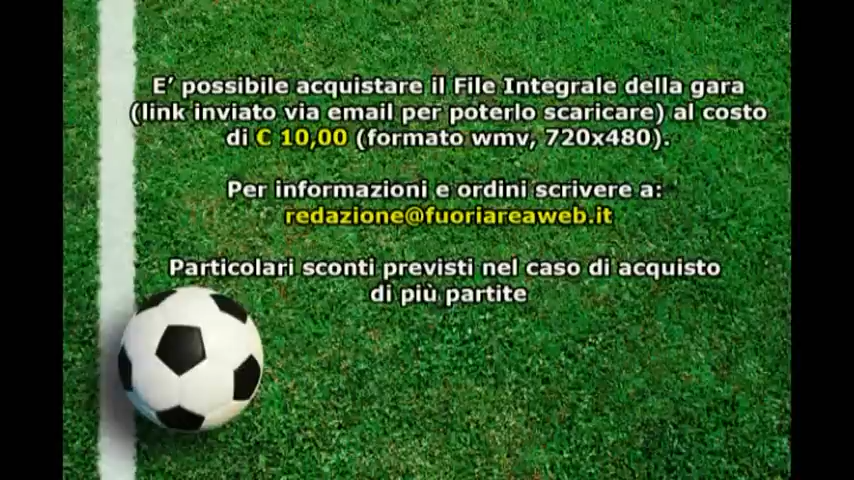 E' possibile acquistare il File Integrale della gara
(link inviato via email per poterlo scaricare) al costo
di € 10,00 (formato wmv, 720x480).
Per informazioni e ordini scrivere a:
redazione@fuoriareaweb.it
Particolari sconti previsti nel caso di acquisto
di più partite